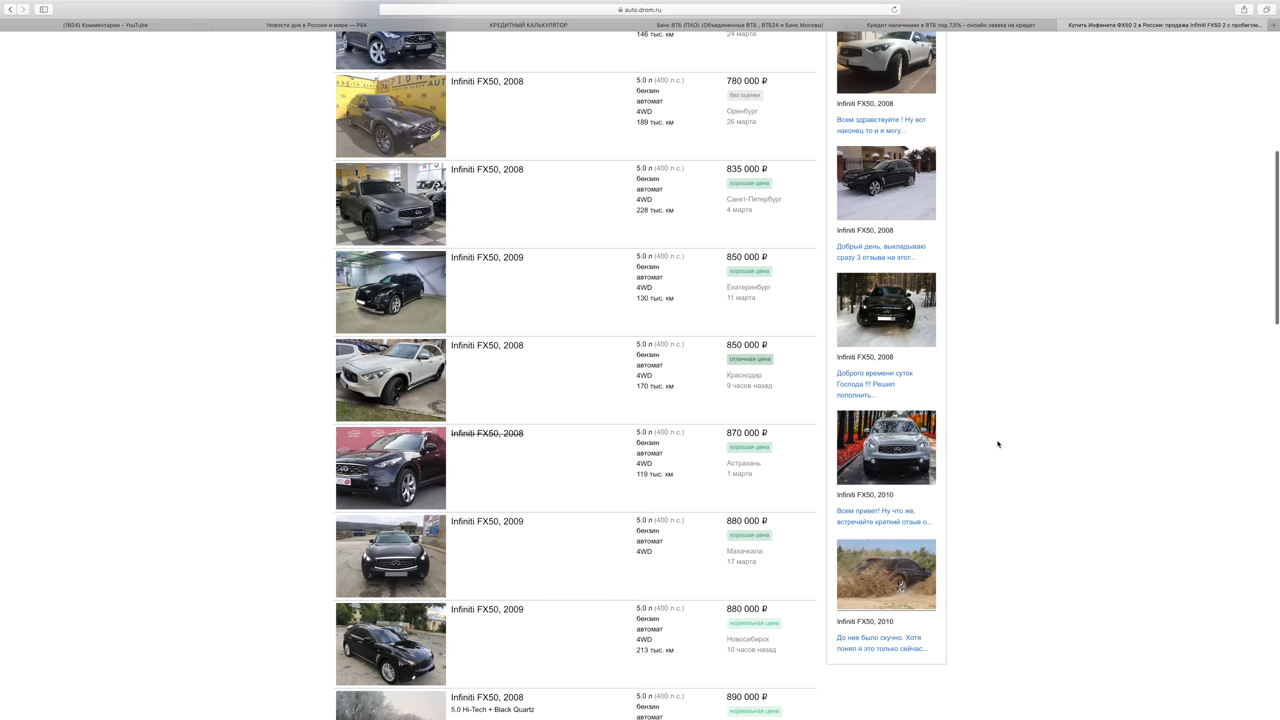 auto.drom.ru
(1604) Комментарии – YouTube
Новости дня в России и мире — РБК
КРЕДИТНЫЙ КАЛЬКУЛЯТОР
Банк ВТБ (ПАО) (Объединенные ВТБ , ВТБ24 и Банк Москвы)
Кредит наличными в ВТБ под 7,5% - онлайн заявка на кредит
Купить Инфинити ФХ50 2 в России: продажа Infiniti FX50 2 с пробегом...
146 тыс. км
24 марта
Infiniti FX50, 2008
5.0 л (400 л.с.)
бензин
автомат
4WD
189 тыс. км
780 000 ₽
без оценки
Оренбург
26 марта
Infiniti FX50, 2008
5.0 л (400 л.с.)
бензин
автомат
4WD
228 тыс. км
835 000 ₽
хорошая цена
Санкт-Петербург
4 марта
Infiniti FX50, 2009
5.0 л (400 л.с.)
бензин
автомат
4WD
130 тыс. км
850 000 ₽
хорошая цена
Екатеринбург
11 марта
Infiniti FX50, 2008
5.0 л (400 л.с.)
бензин
автомат
4WD
170 тыс. км
850 000 ₽
отличная цена
Краснодар
9 часов назад
Infiniti FX50, 2008
5.0 л (400 л.с.)
бензин
автомат
4WD
119 тыс. км
870 000 ₽
хорошая цена
Астрахань
1 марта
Infiniti FX50, 2009
5.0 л (400 л.с.)
бензин
автомат
4WD
880 000 ₽
хорошая цена
Махачкала
17 марта
Infiniti FX50, 2009
5.0 л (400 л.с.)
бензин
автомат
4WD
213 тыс. км
880 000 ₽
нормальная цена
Новосибирск
10 часов назад
Infiniti FX50, 2008
5.0 Hi-Tech + Black Quartz
5.0 л (400 л.с.)
бензин
автомат
890 000 ₽
нормальная цена
Infiniti FX50, 2008
Всем здравствуйте ! Ну вот
наконец то и я могу...
Infiniti FX50, 2008
Добрый день, выкладываю
сразу 3 отзыва на этот...
Infiniti FX50, 2008
Доброго времени суток
Господа !!! Решил
пополнить...
Infiniti FX50, 2010
Всем привет! Ну что же,
встречайте краткий отзыв о...
Infiniti FX50, 2010
До нее было скучно. Хотя
понял я это только сейчас...